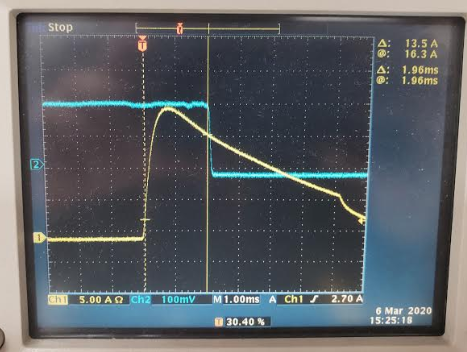 Stop
T
T
Δ: 13.5 A
@: 16.3 A
Δ: 1.96ms
@: 1.96ms
2
1
Ch1 5.00 A Ω Ch2 100mV M 1.00ms A Ch1 ʃ 2.70 A
T 30.40 %
6 Mar 2020
15:25:18